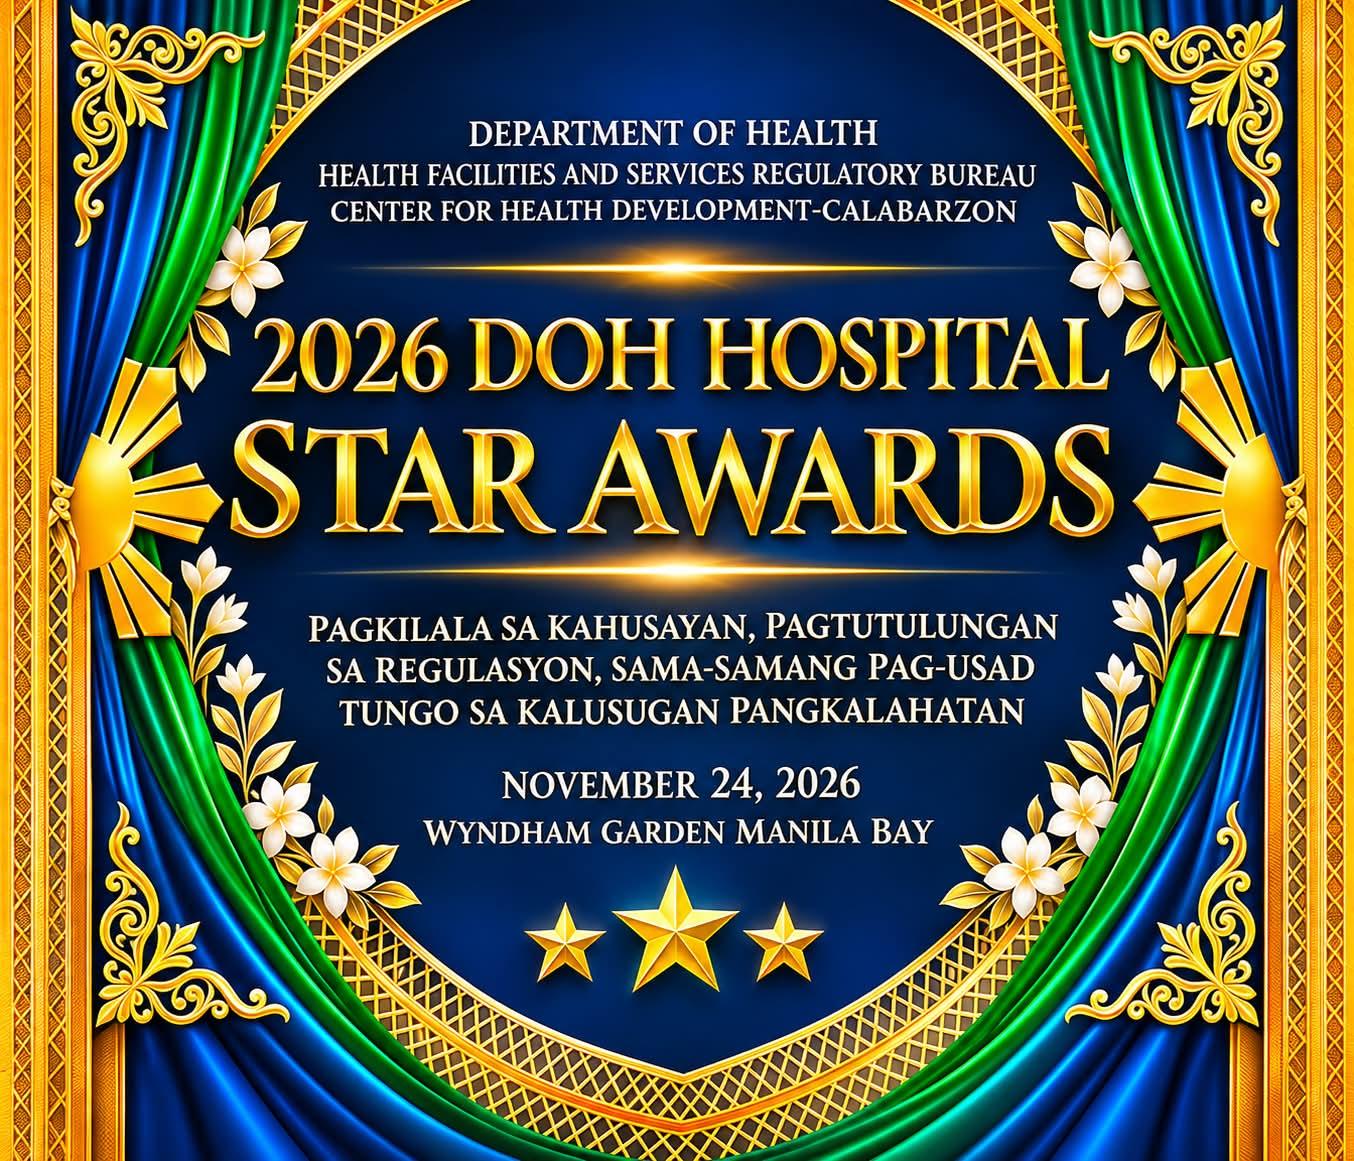 DEPARTMENT OF HEALTH
HEALTH FACILITIES AND SERVICES REGULATORY BUREAU
CENTER FOR HEALTH DEVELOPMENT-CALABARZON
2026 DOH HOSPITAL
STAR AWARDS
PAGKILALA SA KAHUSAYAN, PAGTUTULUNGAN
SA REGULASYON, SAMA-SAMANG PAG-USAD
TUNGO SA KALUSUGAN PANGKALAHATAN
NOVEMBER 24, 2026
WYNDHAM GARDEN MANILA BAY